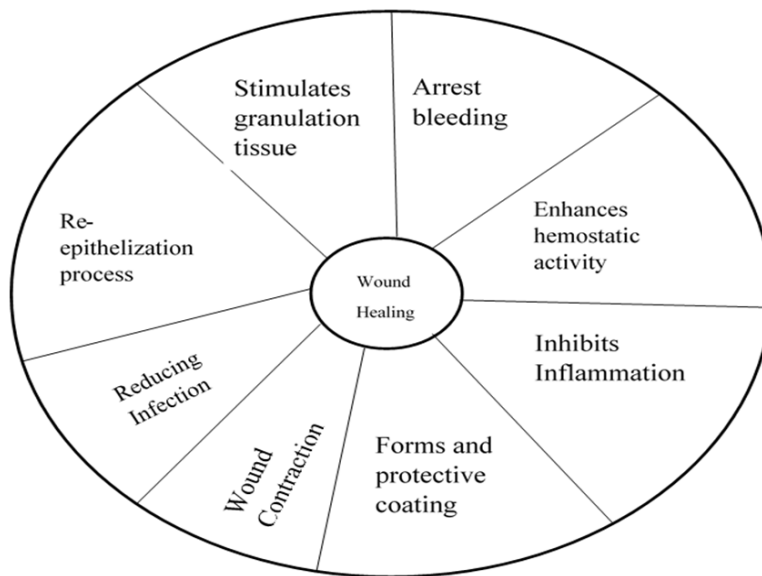 Stimulates
granulation
tissue
Arrest
bleeding
Enhances
hemostatic
activity
Inhibits
Inflammation
Forms and
protective
coating
Wound
Contraction
Reducing
Infection
Re-
epithelization
process
Wound
Healing